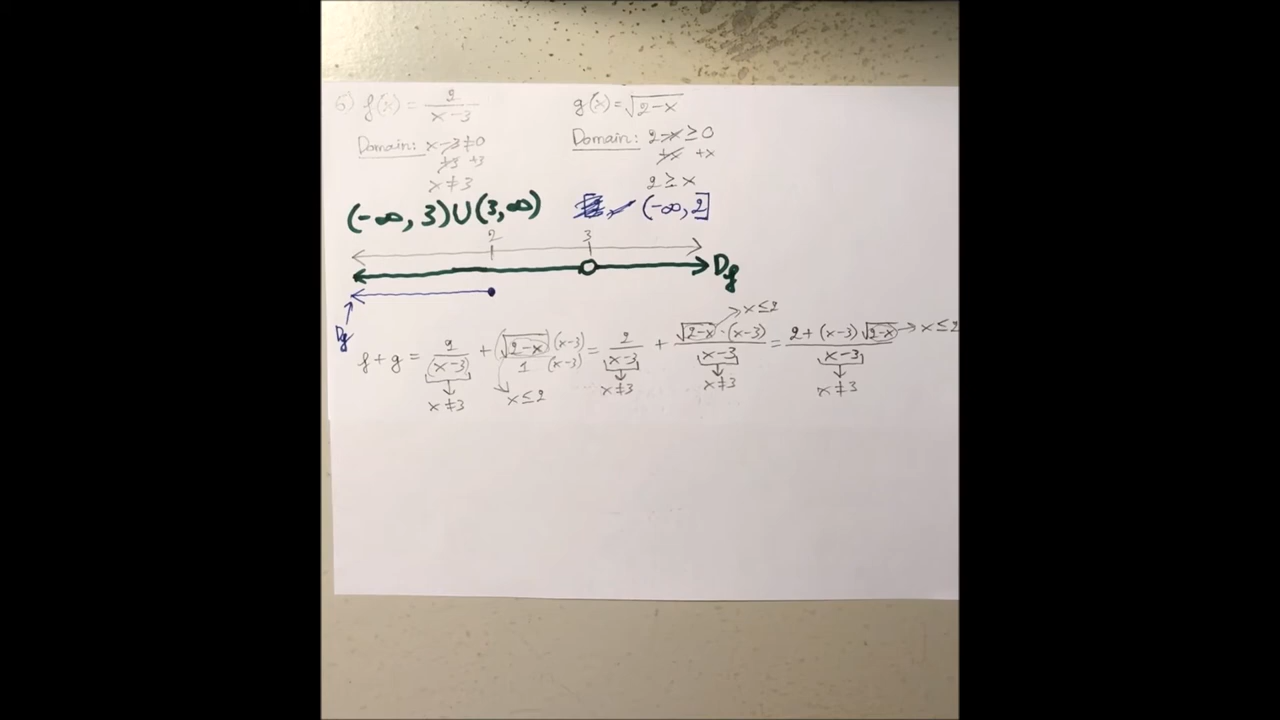 6) f(x) = 2/(x-3)
g(x) = √(2-x)
Domain: x-3≠0
+3 +3
x≠3
Domain: 2-x≥0
+x +x
2≥x
(-∞, 3)∪(3, ∞)
(-∞, 2]
2 3
Df
Dg
f+g = 2/(x-3) + √(2-x)/1 (x-3)/(x-3) = 2/(x-3) + √(2-x)·(x-3)/(x-3) = 2+(x-3)√(2-x)/(x-3)
x≤2 x≤2
x≠3 x≤2 x≠3 x≠3 x≠3